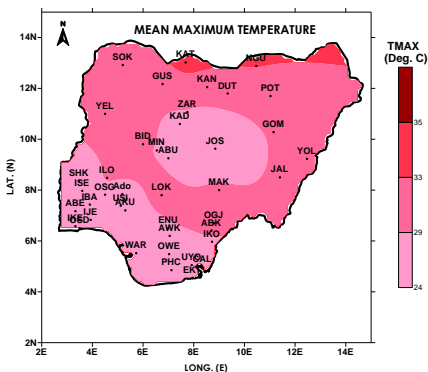 N
MEAN MAXIMUM TEMPERATURE
TMAX
(Deg. C)
14N
12N
10N
8N
6N
4N
LAT. (N)
SOK
KAT
NGU
GUS
KAN
DUT
POT
YEL
ZAR
KAD
GOM
BID
MIN
ABU
JOS
YOL
SHK
ILO
JAL
ISE
OSG
Ado
LOK
MAK
IBA
USI
AKU
ABE
IJE
IKE
OSD
ENU
OGJ
ABK
AWK
IKO
WAR
OWE
UYO
CAL
PHC
EKT
35
33
29
24
2E
4E
6E
8E
10E
12E
14E
LONG. (E)